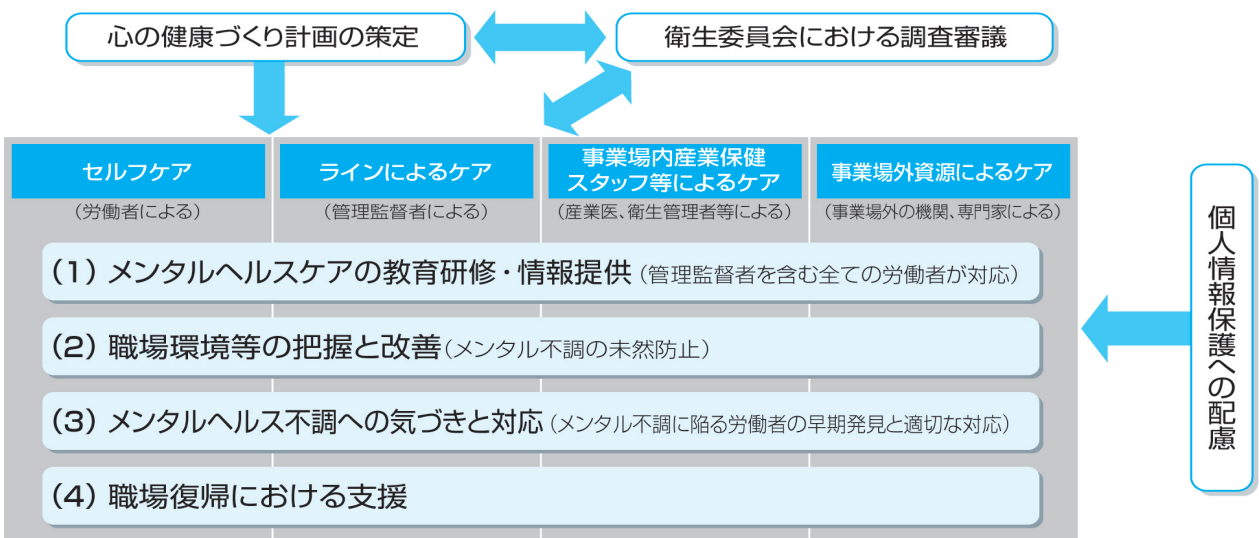 心の健康づくり計画の策定
衛生委員会における調査審議
セルフケア
(労働者による)
ラインによるケア
(管理監督者による)
事業場内産業保健
スタッフ等によるケア
(産業医、衛生管理者等による)
事業場外資源によるケア
(事業場外の機関、専門家による)
(1) メンタルヘルスケアの教育研修・情報提供 (管理監督者を含む全ての労働者が対応)
(2) 職場環境等の把握と改善(メンタル不調の未然防止)
(3) メンタルヘルス不調への気づきと対応 (メンタル不調に陥る労働者の早期発見と適切な対応)
(4) 職場復帰における支援
個人情報保護への配慮